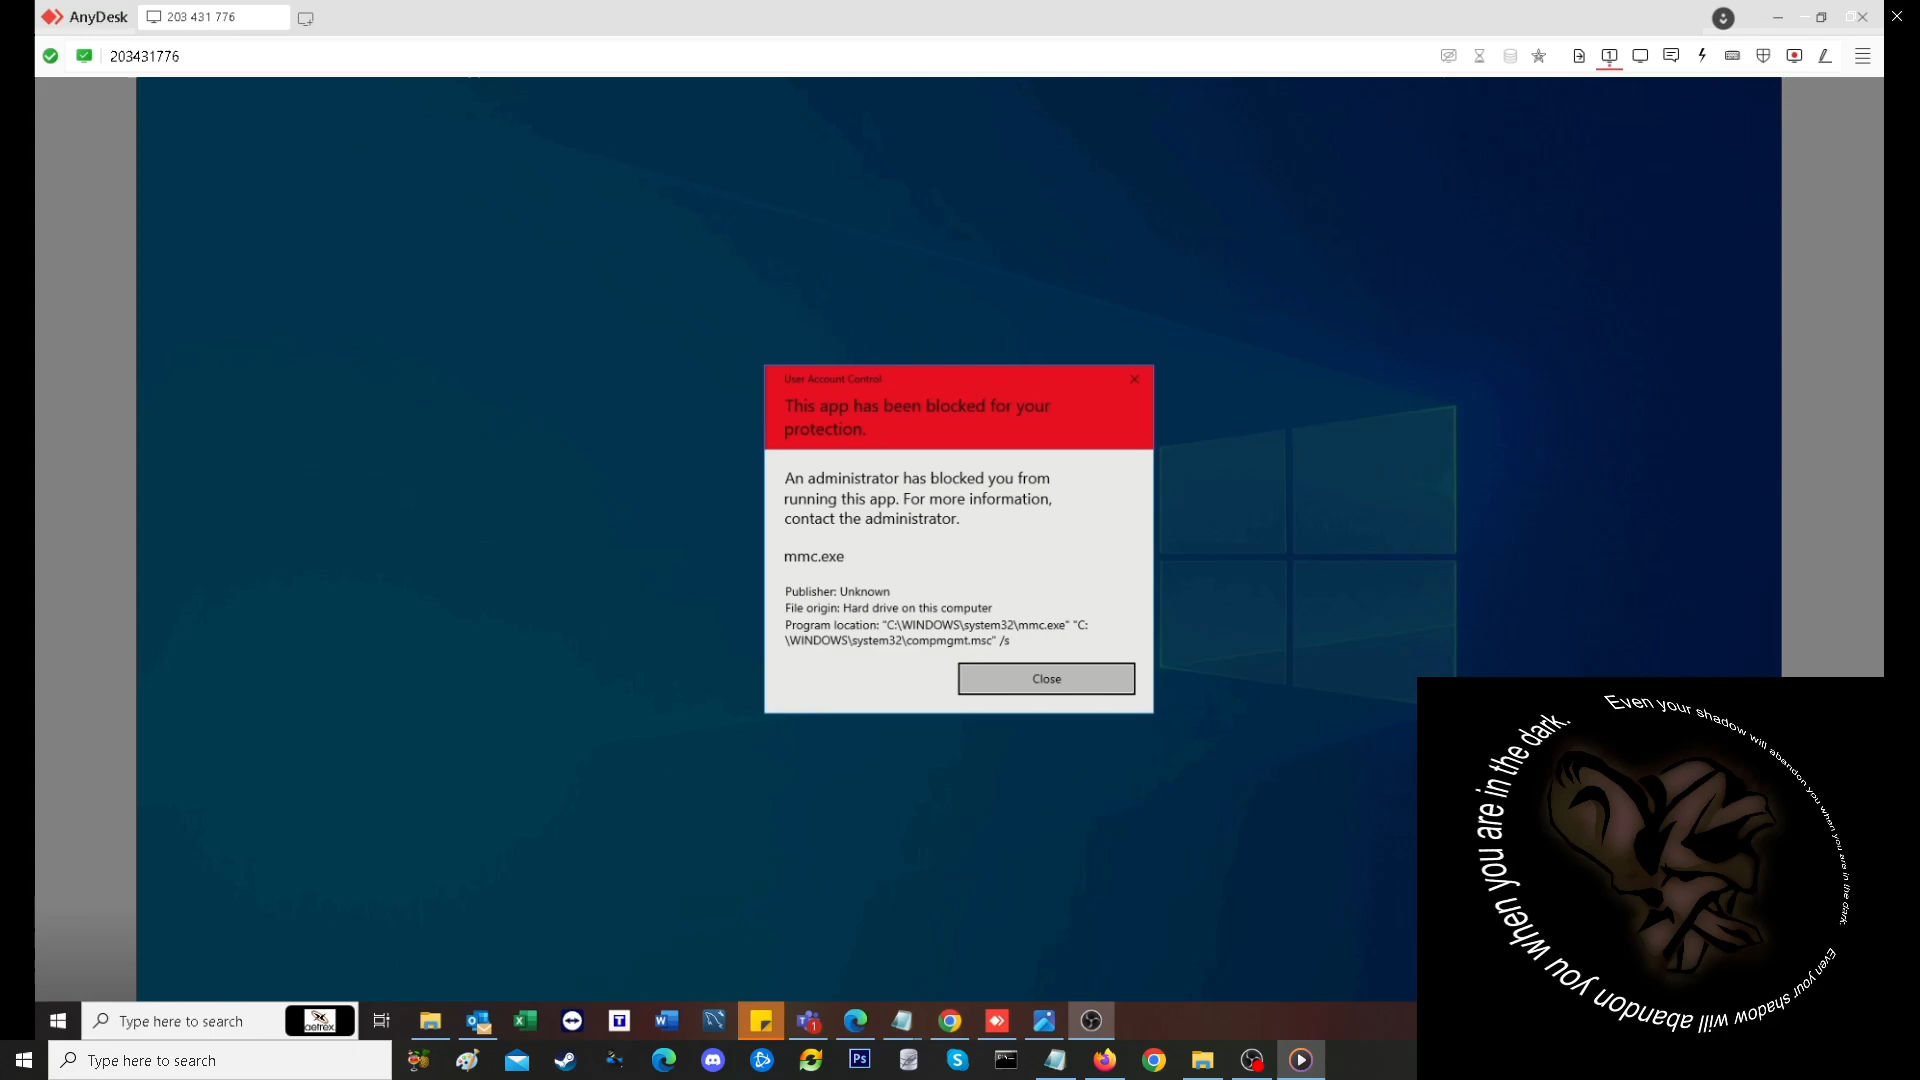 AnyDesk
203 431 776
203431776
User Account Control
This app has been blocked for your
protection.
An administrator has blocked you from
running this app. For more information,
contact the administrator.
mmc.exe
Publisher: Unknown
File origin: Hard drive on this computer
Program location: "C:\WINDOWS\system32\mmc.exe" "C:
\WINDOWS\system32\compmgmt.msc" /s
Close
Even your shadow will abandon you when you are in the dark.
Even your shadow will abandon you when you are in the dark.
Type here to search
aetrex
T
W
1
Type here to search
Ps